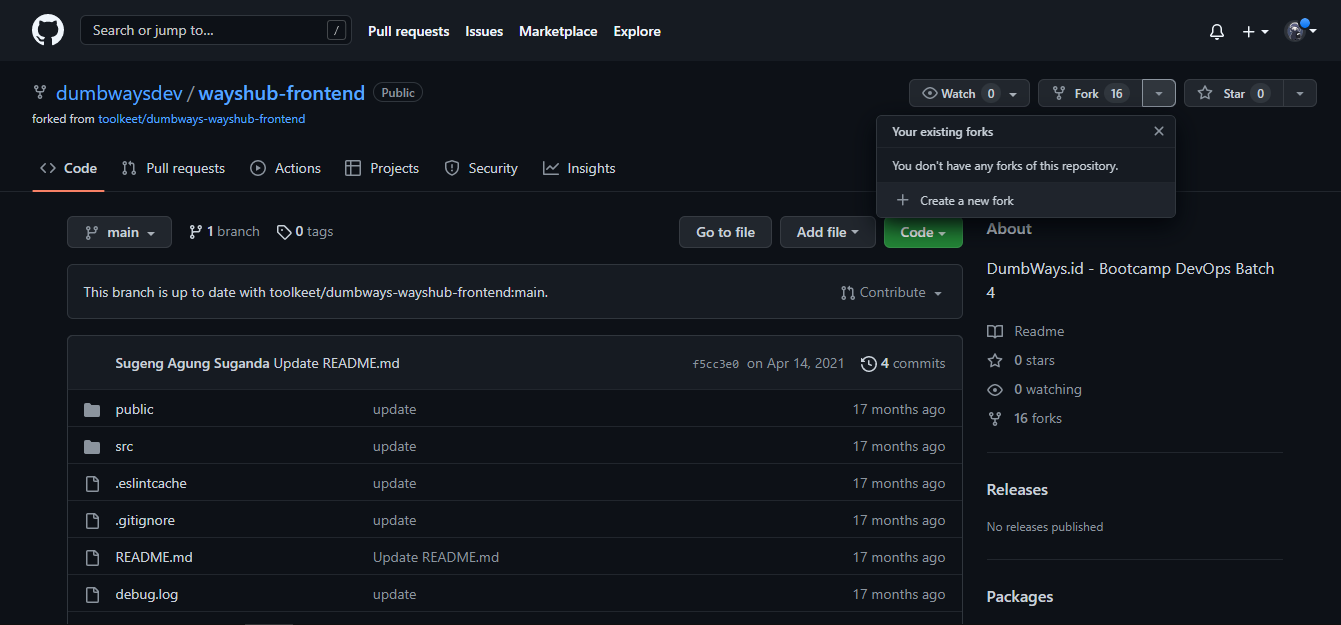 Search or jump to... / Pull requests Issues Marketplace Explore
dumbwaysdev / wayshub-frontend Public Watch 0 Fork 16 Star 0
forked from toolkeet/dumbways-wayshub-frontend
Your existing forks
You don't have any forks of this repository.
Create a new fork
Code Pull requests Actions Projects Security Insights
main 1 branch 0 tags Go to file Add file Code
This branch is up to date with toolkeet/dumbways-wayshub-frontend:main. Contribute
Sugeng Agung Suganda Update README.md f5cc3e0 on Apr 14, 2021 4 commits
public update 17 months ago
src update 17 months ago
.eslintcache update 17 months ago
.gitignore update 17 months ago
README.md Update README.md 17 months ago
debug.log update 17 months ago
About
DumbWays.id - Bootcamp DevOps Batch
4
Readme
0 stars
0 watching
16 forks
Releases
No releases published
Packages